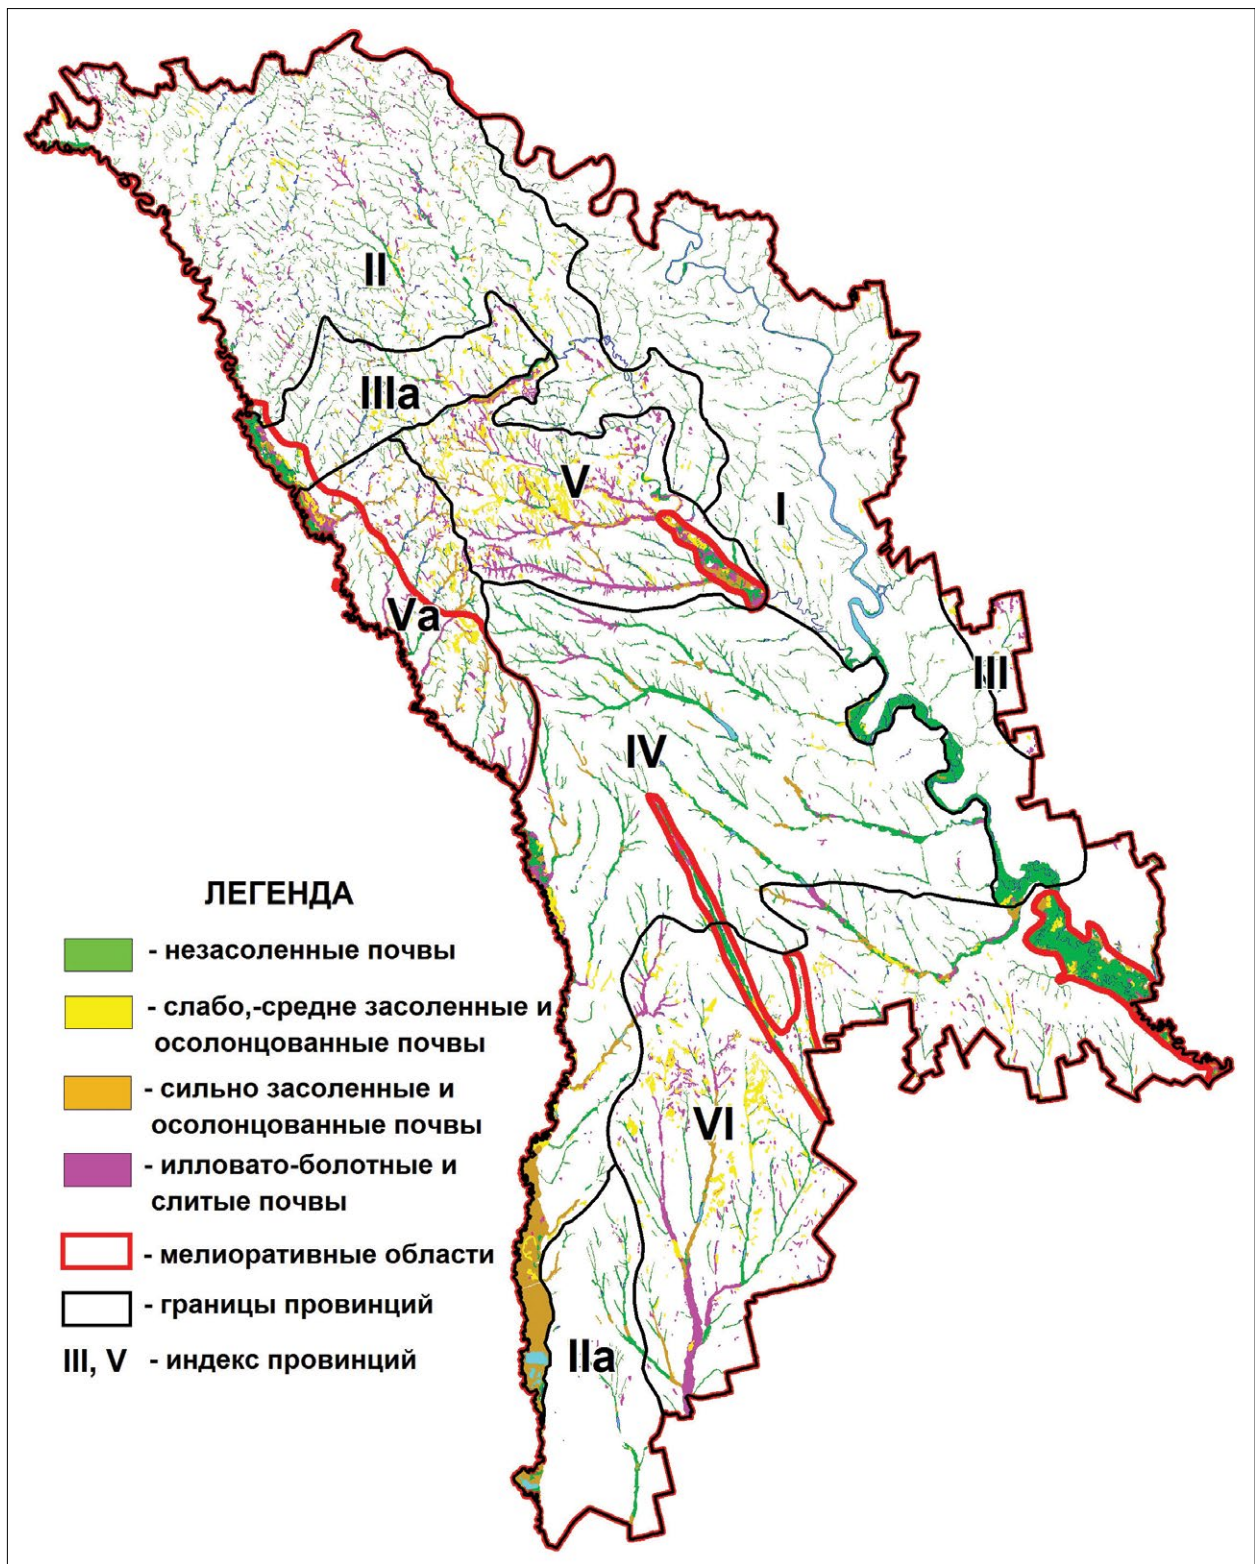 II
IIIa
V
I
Va
III
IV
ЛЕГЕНДА
- незасоленные почвы
- слабо,-средне засоленные и
осолонцованные почвы
- сильно засоленные и
осолонцованные почвы
VI
- илловато-болотные и
слитые почвы
- мелиоративные области
- границы провинций
IIa
III, V - индекс провинций